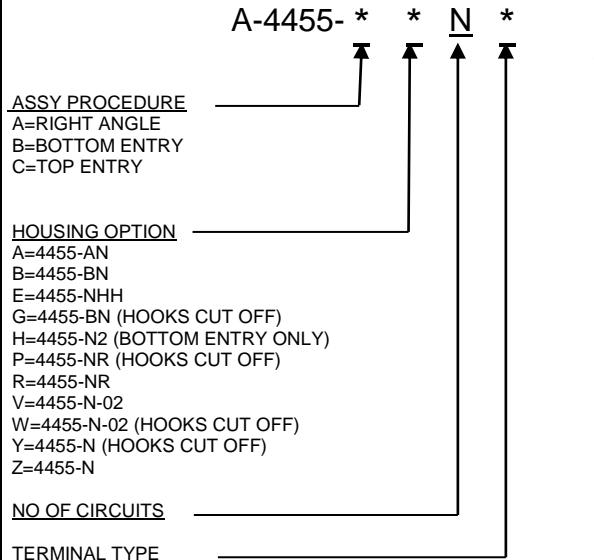 A-4455- * * N *
ASSY PROCEDURE
A=RIGHT ANGLE
B=BOTTOM ENTRY
C=TOP ENTRY
HOUSING OPTION
A=4455-AN
B=4455-BN
E=4455-NHH
G=4455-BN (HOOKS CUT OFF)
H=4455-N2 (BOTTOM ENTRY ONLY)
P=4455-NR (HOOKS CUT OFF)
R=4455-NR
V=4455-N-02
W=4455-N-02 (HOOKS CUT OFF)
Y=4455-N (HOOKS CUT OFF)
Z=4455-N
NO OF CIRCUITS
TERMINAL TYPE